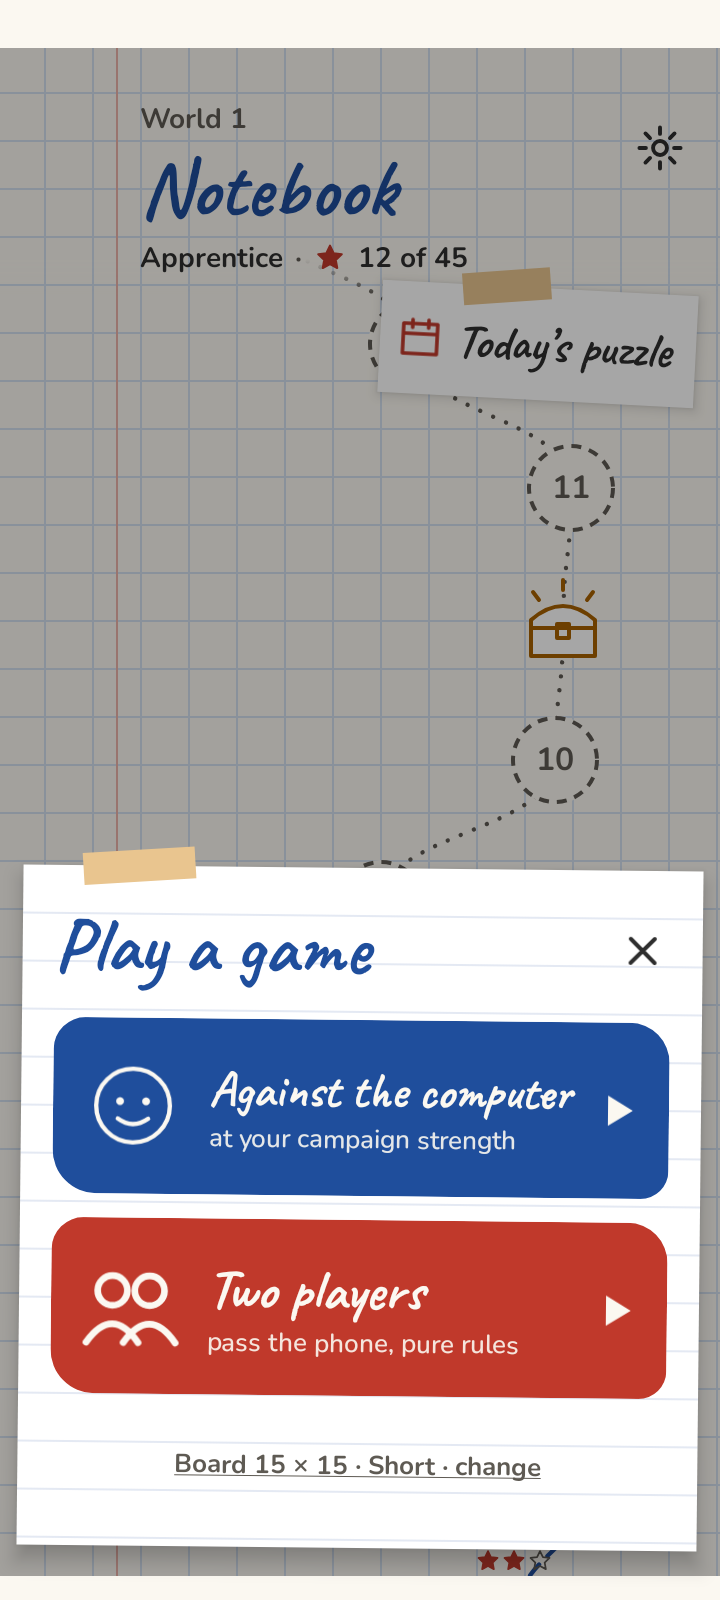 World 1
Notebook
Apprentice · 12 of 45
Today's puzzle
11
10
Play a game
Against the computer
at your campaign strength
Two players
pass the phone, pure rules
Board 15 × 15 · Short · change